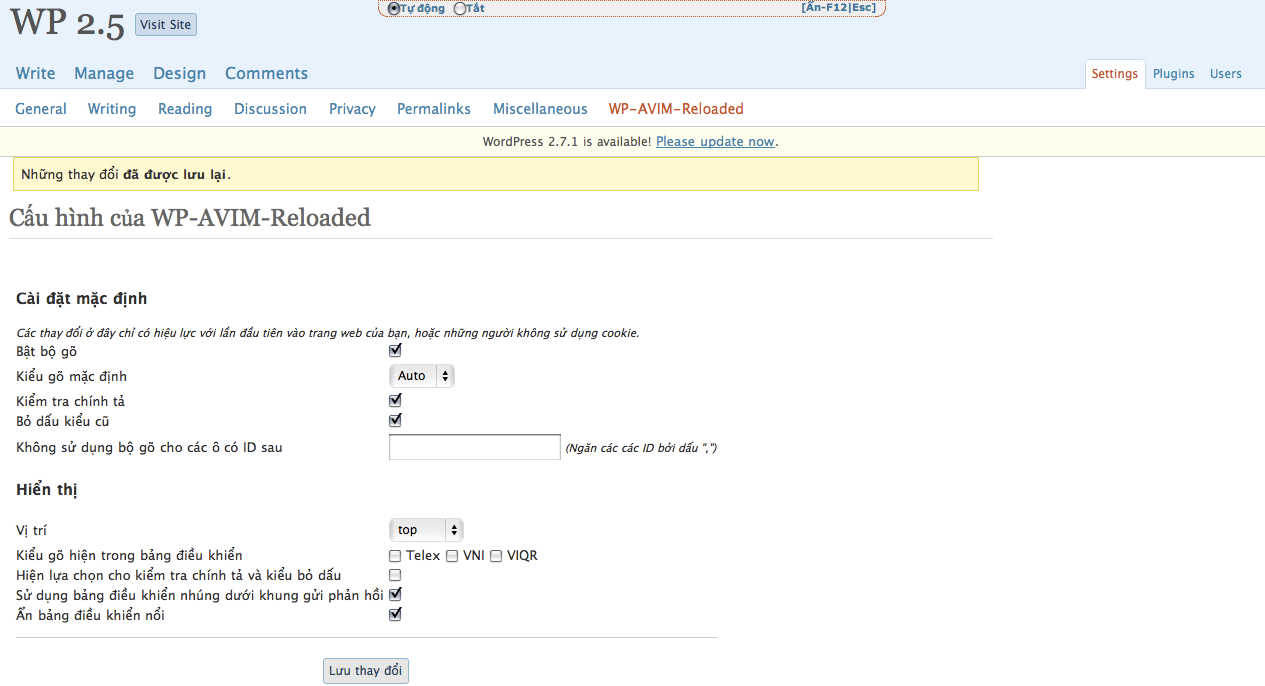 WP 2.5 Visit Site
Tự động Tắt [Ẩn-F12|Esc]
Write Manage Design Comments Settings Plugins Users
General Writing Reading Discussion Privacy Permalinks Miscellaneous WP-AVIM-Reloaded
WordPress 2.7.1 is available! Please update now.
Những thay đổi đã được lưu lại.
Cấu hình của WP-AVIM-Reloaded
Cài đặt mặc định
Các thay đổi ở đây chỉ có hiệu lực với lần đầu tiên vào trang web của bạn, hoặc những người không sử dụng cookie.
Bật bộ gõ
Kiểu gõ mặc định Auto
Kiểm tra chính tả
Bỏ dấu kiểu cũ
Không sử dụng bộ gõ cho các ô có ID sau (Ngăn các các ID bởi dấu ",")
Hiển thị
Vị trí top
Kiểu gõ hiện trong bảng điều khiển Telex VNI VIQR
Hiện lựa chọn cho kiểm tra chính tả và kiểu bỏ dấu
Sử dụng bảng điều khiển nhúng dưới khung gửi phản hồi
Ẩn bảng điều khiển nổi
Lưu thay đổi